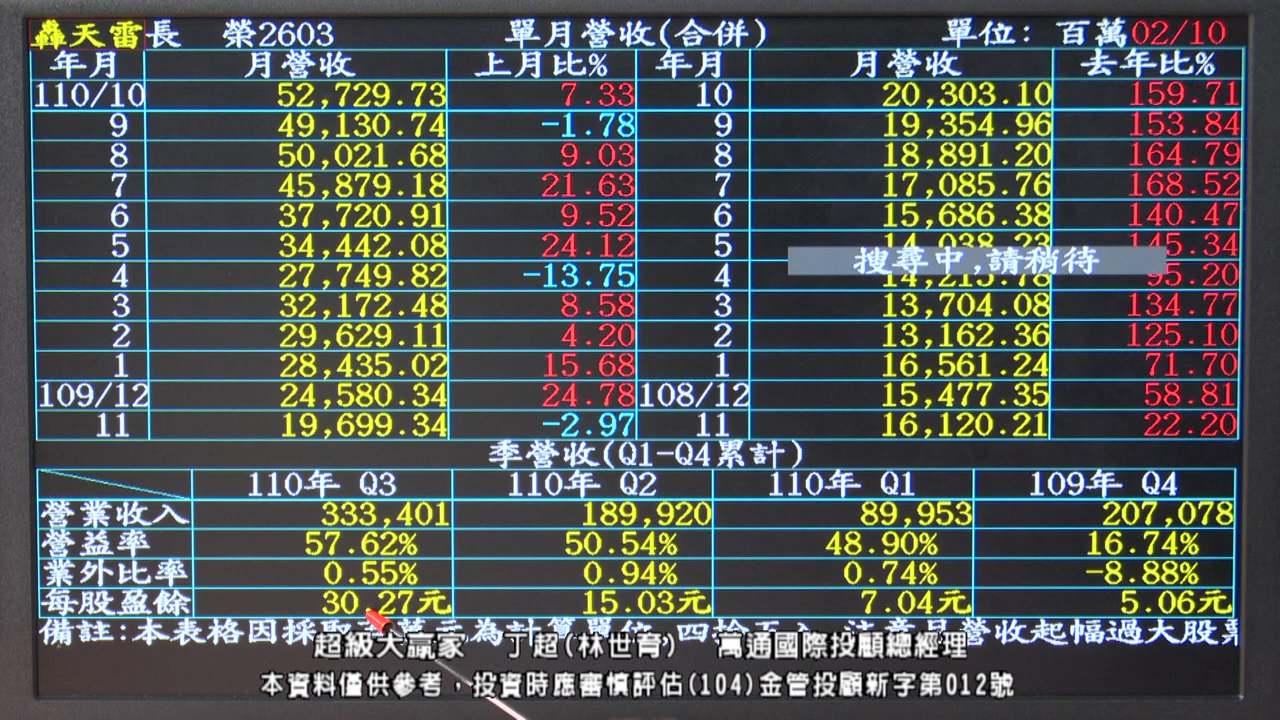 轟天雷長 榮2603 單月營收(合併) 單位: 百萬02/10
年月 月營收 上月比% 年月 月營收 去年比%
110/10 52,729.73 7.33 10 20,303.10 159.71
9 49,130.74 -1.78 9 19,354.96 153.84
8 50,021.68 9.03 8 18,891.20 164.79
7 45,879.18 21.63 7 17,085.76 168.52
6 37,720.91 9.52 6 15,686.38 140.47
5 34,442.08 24.12 5 14,038.23 145.34
搜尋中,請稍待
4 27,749.82 -13.75 4 14,215.78 95.20
3 32,172.48 8.58 3 13,704.08 134.77
2 29,629.11 4.20 2 13,162.36 125.10
1 28,435.02 15.68 1 16,561.24 71.70
109/12 24,580.34 24.78 108/12 15,477.35 58.81
11 19,699.34 -2.97 11 16,120.21 22.20
季營收(Q1-Q4累計)
110年 Q3 110年 Q2 110年 Q1 109年 Q4
營業收入 333,401 189,920 89,953 207,078
營益率 57.62% 50.54% 48.90% 16.74%
業外比率 0.55% 0.94% 0.74% -8.88%
每股盈餘 30.27元 15.03元 7.04元 5.06元
備註:本表格因採取 為計算單位 四捨五入 注意月營收起幅過大股票
超級大贏家 丁超(林世育) 萬通國際投顧總經理
本資料僅供參考,投資時應審慎評估(104)金管投顧新字第012號